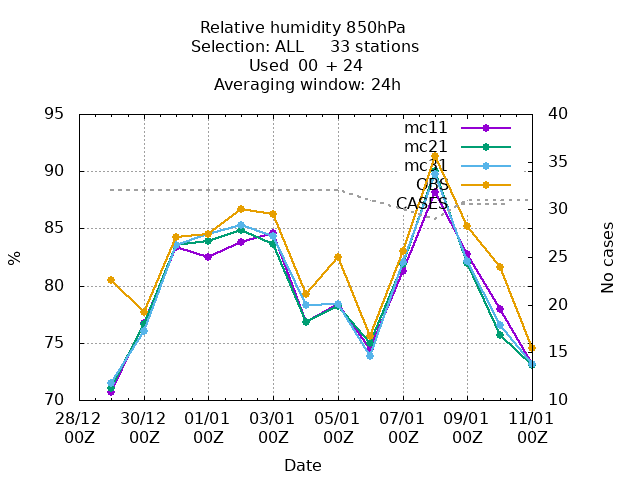 Relative humidity 850hPa
Selection: ALL 33 stations
Used 00 + 24
Averaging window: 24h
95
90
85
80
75
70
40
35
30
25
20
15
10
mc11
mc21
mc31
OBS
CASES
%
No cases
28/12 30/12 01/01 03/01 05/01 07/01 09/01 11/01
00Z 00Z 00Z 00Z 00Z 00Z 00Z 00Z
Date